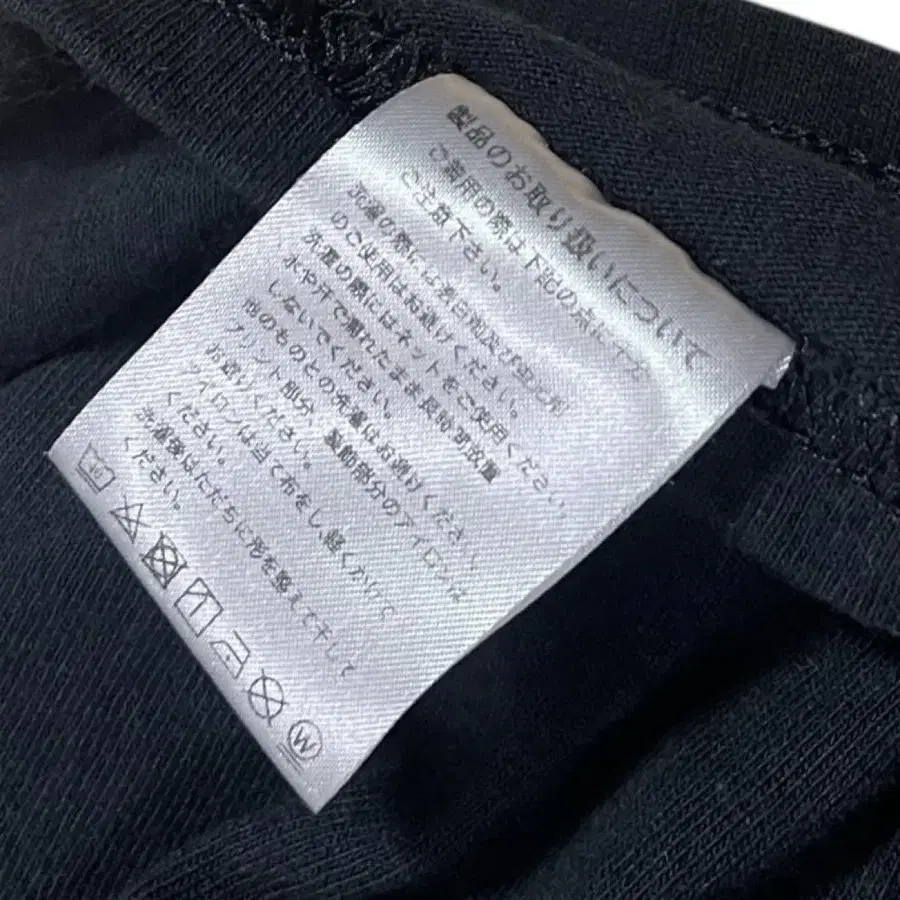 製品のお取り扱いについて
ご着用の際は下記の点に十分
ご注意下さい。
洗濯の際には蛍白剤及び
のご使用はお避けください。
洗濯の際にはネットをご使用ください。
水や汗で濡れたまま長時間放置
しないでください。
他のものとの洗濯はお避けください。
プリント部分、装飾部分のアイロンは
お避けください。
アイロンは当て布をし、軽くかけて
ください。
洗濯後はただちに形を整えて干して
ください。
W